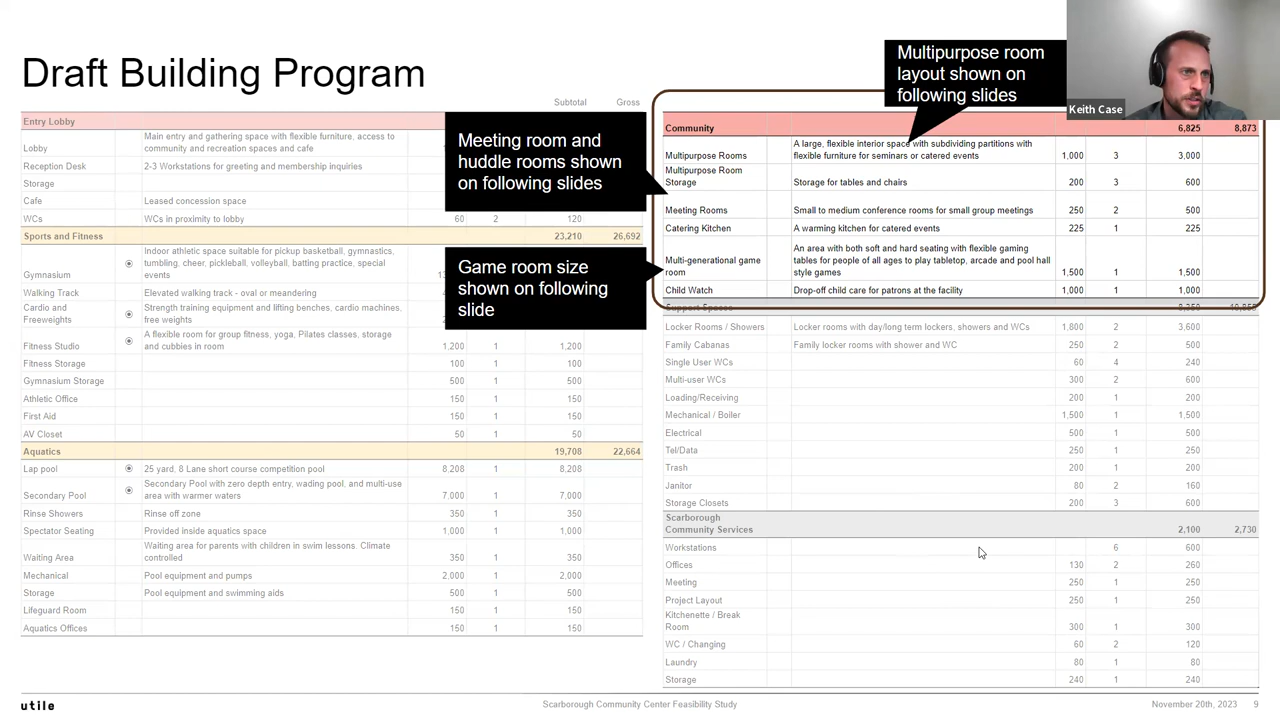 Draft Building Program
Subtotal Gross
Entry Lobby
Lobby
Main entry and gathering space with flexible furniture, access to
community and recreation spaces and cafe
Reception Desk 2-3 Workstations for greeting and membership inquiries
Storage
Cafe Leased concession space
WCs WCs in proximity to lobby 60 2 120
Sports and Fitness 23,210 26,692
Gymnasium
Indoor athletic space suitable for pickup basketball, gymnastics,
tumbling, cheer, pickleball, volleyball, batting practice, special
events
Walking Track Elevated walking track - oval or meandering
Cardio and
Freeweights
Strength training equipment and lifting benches, cardio machines,
free weights
Fitness Studio
A flexible room for group fitness, yoga, Pilates classes, storage
and cubbies in room
1,200 1 1,200
Fitness Storage 100 1 100
Gymnasium Storage 500 1 500
Athletic Office 150 1 150
First Aid 150 1 150
AV Closet 50 1 50
Aquatics 19,708 22,664
Lap pool 25 yard, 8 Lane short course competition pool 8,208 1 8,208
Secondary Pool
Secondary Pool with zero depth entry, wading pool, and multi-use
area with warmer waters
7,000 1 7,000
Rinse Showers Rinse off zone 350 1 350
Spectator Seating Provided inside aquatics space 1,000 1 1,000
Waiting Area
Waiting area for parents with children in swim lessons. Climate
controlled
350 1 350
Mechanical Pool equipment and pumps 2,000 1 2,000
Storage Pool equipment and swimming aids 500 1 500
Lifeguard Room 150 1 150
Aquatics Offices 150 1 150
Meeting room and
huddle rooms shown
on following slides
Game room size
shown on following
slide
Multipurpose room
layout shown on
following slides
Keith Case
Community 6,825 8,873
Multipurpose Rooms
A large, flexible interior space with subdividing partitions with
flexible furniture for seminars or catered events
1,000 3 3,000
Multipurpose Room
Storage
Storage for tables and chairs 200 3 600
Meeting Rooms Small to medium conference rooms for small group meetings 250 2 500
Catering Kitchen A warming kitchen for catered events 225 1 225
Multi-generational game
room
An area with both soft and hard seating with flexible gaming
tables for people of all ages to play tabletop, arcade and pool hall
style games
1,500 1 1,500
Child Watch Drop-off child care for patrons at the facility 1,000 1 1,000
Support Spaces
Locker Rooms / Showers Locker rooms with day/long term lockers, showers and WCs 1,800 2 3,600
Family Cabanas Family locker rooms with shower and WC 250 2 500
Single User WCs 60 4 240
Multi-user WCs 300 2 600
Loading/Receiving 200 1 200
Mechanical / Boiler 1,500 1 1,500
Electrical 500 1 500
Tel/Data 250 1 250
Trash 200 1 200
Janitor 80 2 160
Storage Closets 200 3 600
Scarborough
Community Services 2,100 2,730
Workstations 6 600
Offices 130 2 260
Meeting 250 1 250
Project Layout 250 1 250
Kitchenette / Break
Room
300 1 300
WC / Changing 60 2 120
Laundry 80 1 80
Storage 240 1 240
utile
Scarborough Community Center Feasibility Study
November 20th, 2023 9